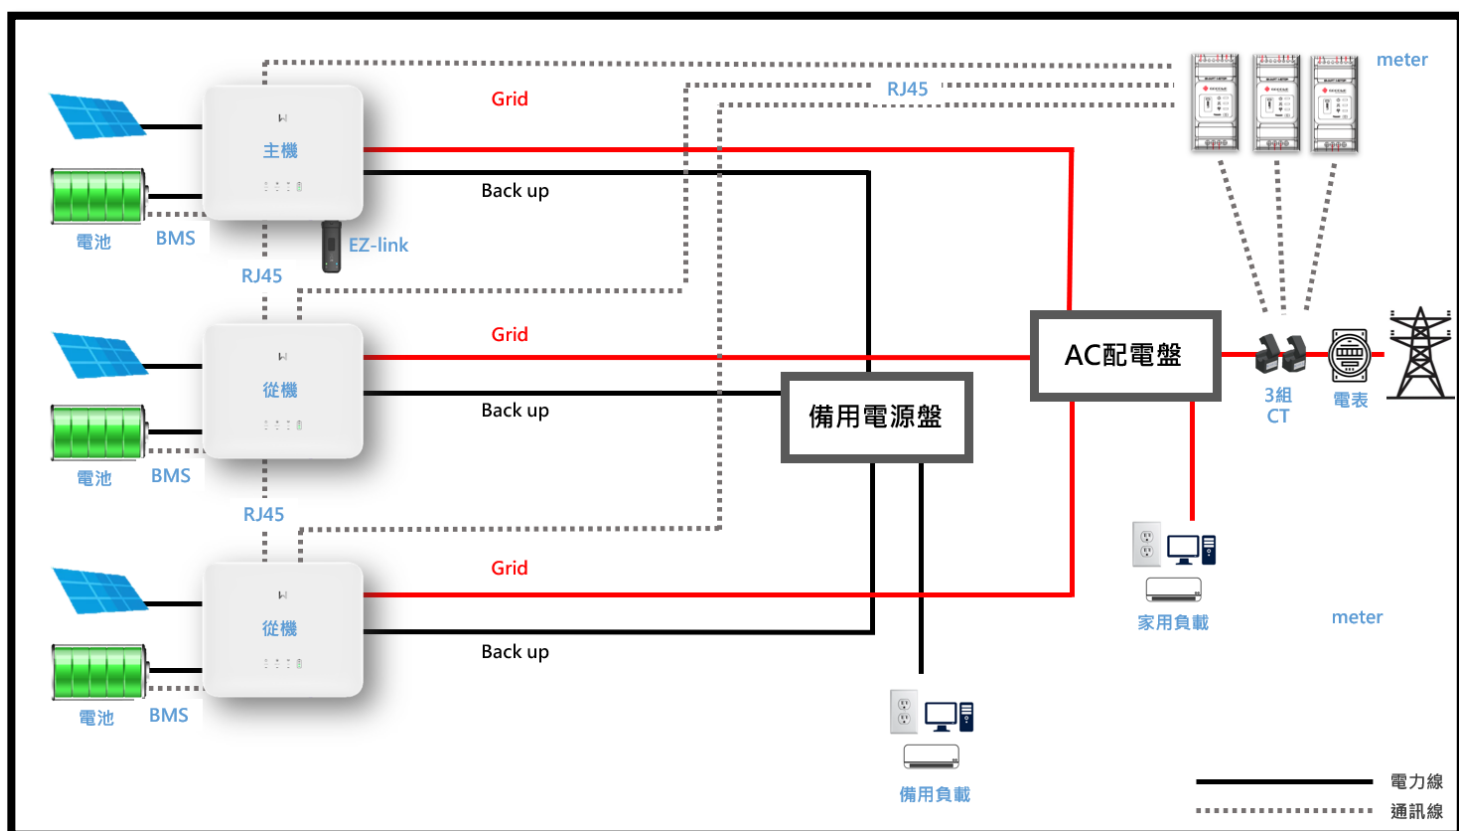 meter
Grid
RJ45
主機
Back up
電池
BMS
EZ-link
RJ45
Grid
AC配電盤
從機
3組
CT
電表
Back up
備用電源盤
電池
BMS
RJ45
Grid
家用負載
meter
從機
Back up
電池
BMS
電力線
備用負載
通訊線